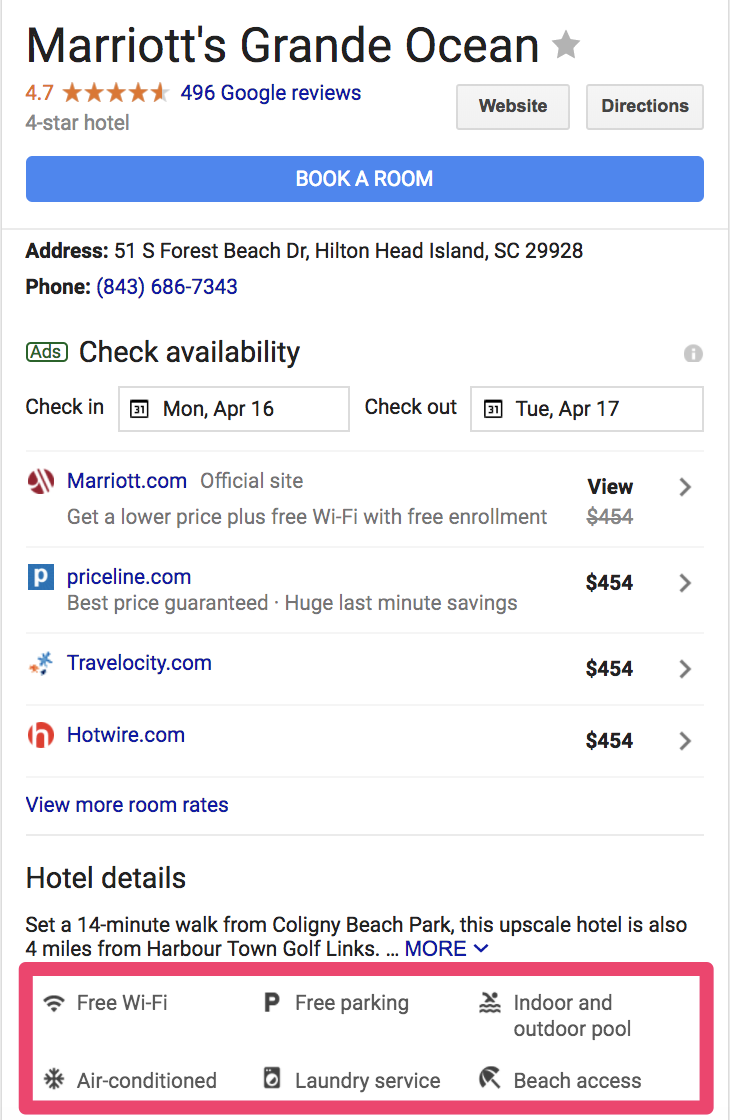 Marriott's Grande Ocean
4.7 496 Google reviews
4-star hotel
Website
Directions
BOOK A ROOM
Address: 51 S Forest Beach Dr, Hilton Head Island, SC 29928
Phone: (843) 686-7343
Ads Check availability
Check in 31 Mon, Apr 16 Check out 31 Tue, Apr 17
Marriott.com Official site View
Get a lower price plus free Wi-Fi with free enrollment $454
p priceline.com $454
Best price guaranteed · Huge last minute savings
Travelocity.com $454
h Hotwire.com $454
View more room rates
Hotel details
Set a 14-minute walk from Coligny Beach Park, this upscale hotel is also
4 miles from Harbour Town Golf Links. ... MORE
Free Wi-Fi
P Free parking
Indoor and
outdoor pool
Air-conditioned
Laundry service
Beach access